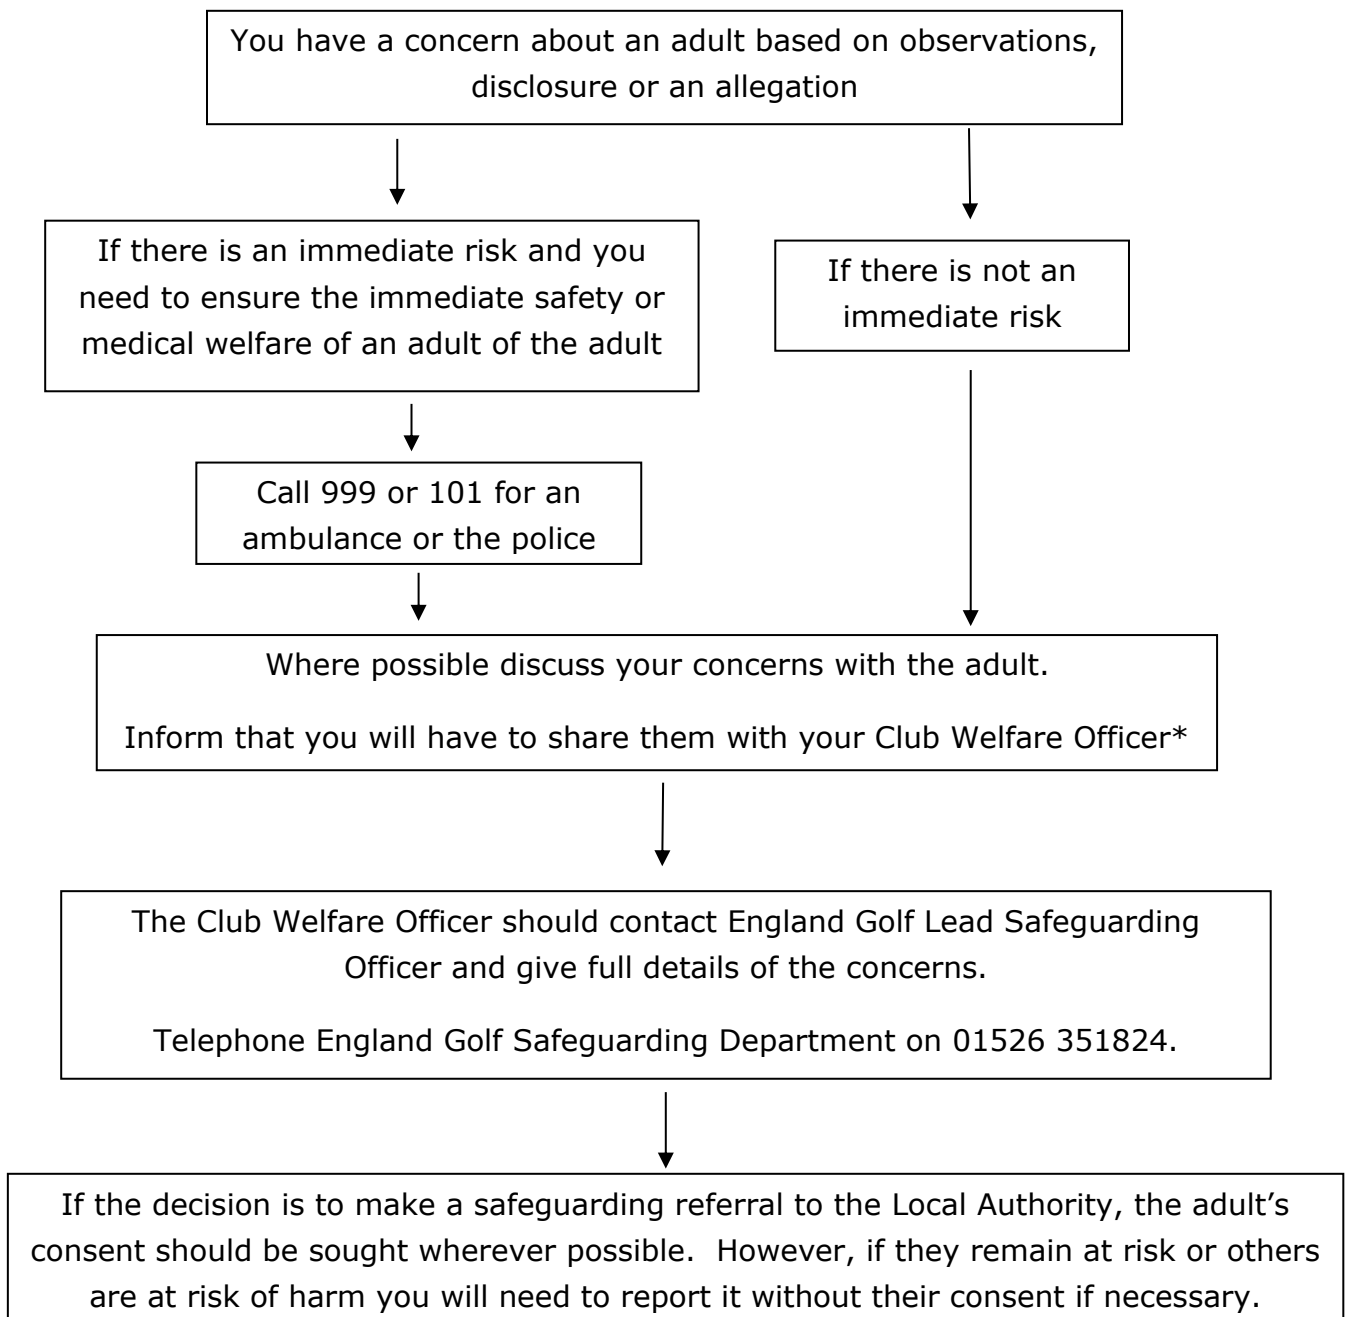 You have a concern about an adult based on observations,
disclosure or an allegation
If there is an immediate risk and you
need to ensure the immediate safety or
medical welfare of an adult of the adult
If there is not an
immediate risk
Call 999 or 101 for an
ambulance or the police
Where possible discuss your concerns with the adult.
Inform that you will have to share them with your Club Welfare Officer*
The Club Welfare Officer should contact England Golf Lead Safeguarding
Officer and give full details of the concerns.
Telephone England Golf Safeguarding Department on 01526 351824.
If the decision is to make a safeguarding referral to the Local Authority, the adult’s
consent should be sought wherever possible.  However, if they remain at risk or others
are at risk of harm you will need to report it without their consent if necessary.